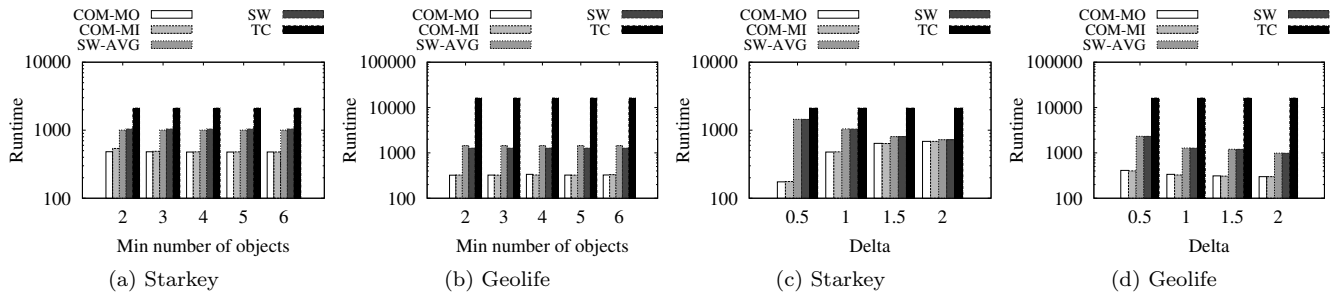 COM-MO
COM-MI
SW-AVG
SW
TC
Runtime
10000
1000
100
2 3 4 5 6
Min number of objects
(a) Starkey
COM-MO
COM-MI
SW-AVG
SW
TC
Runtime
100000
10000
1000
100
2 3 4 5 6
Min number of objects
(b) Geolife
COM-MO
COM-MI
SW-AVG
SW
TC
Runtime
10000
1000
100
0.5 1 1.5 2
Delta
(c) Starkey
COM-MO
COM-MI
SW-AVG
SW
TC
Runtime
100000
10000
1000
100
0.5 1 1.5 2
Delta
(d) Geolife